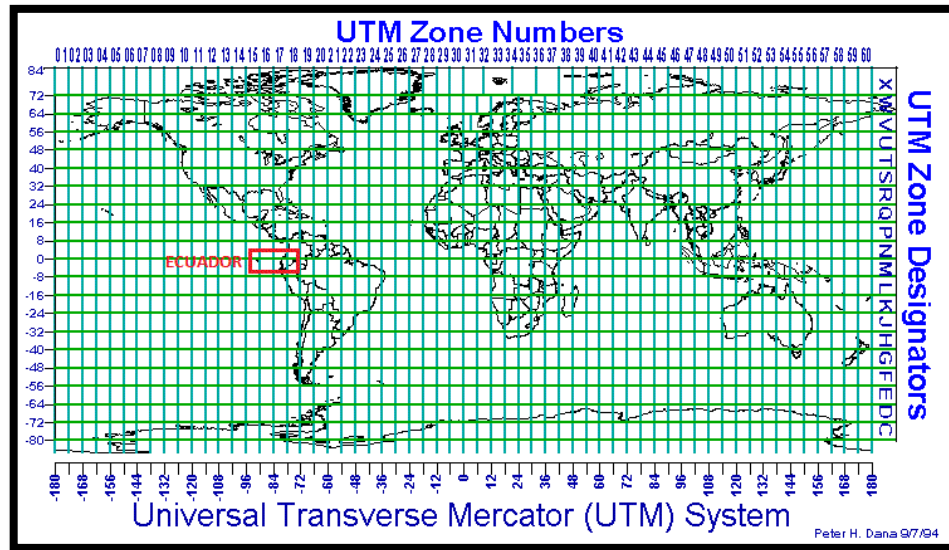 UTM Zone Numbers
01 02 03 04 05 06 07 08 09 10 11 12 13 14 15 16 17 18 19 20 21 22 23 24 25 26 27 28 29 30 31 32 33 34 35 36 37 38 39 40 41 42 43 44 45 46 47 48 49 50 51 52 53 54 55 56 57 58 59 60
84
72
64
56
48
40
32
24
16
8
0
-8
-16
-24
-32
-40
-48
-56
-64
-72
-80
ECUADOR
X
W
V
U
T
S
R
Q
P
N
M
L
K
J
H
G
F
E
D
C
UTM Zone Designators
-180 -168 -156 -144 -132 -120 -108 -96 -84 -72 -60 -48 -36 -24 -12 0 12 24 36 48 60 72 84 96 108 120 132 144 156 168 180
Universal Transverse Mercator (UTM) System
Peter H. Dana 9/7/94